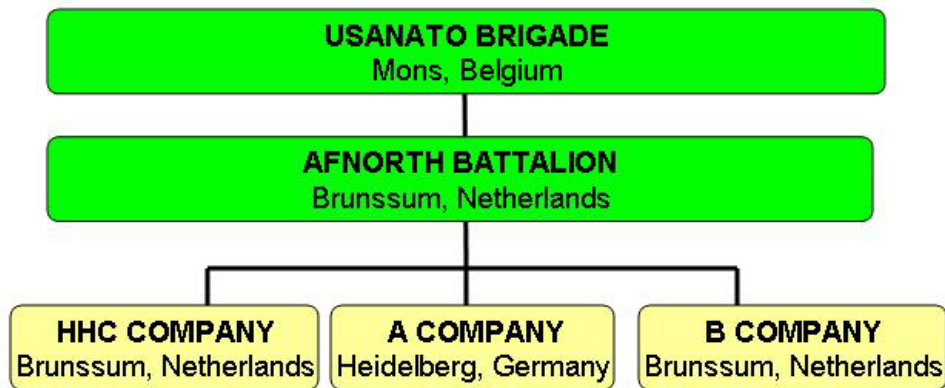 USANATO BRIGADE
Mons, Belgium
AFNORTH BATTALION
Brunssum, Netherlands
HHC COMPANY
Brunssum, Netherlands
A COMPANY
Heidelberg, Germany
B COMPANY
Brunssum, Netherlands